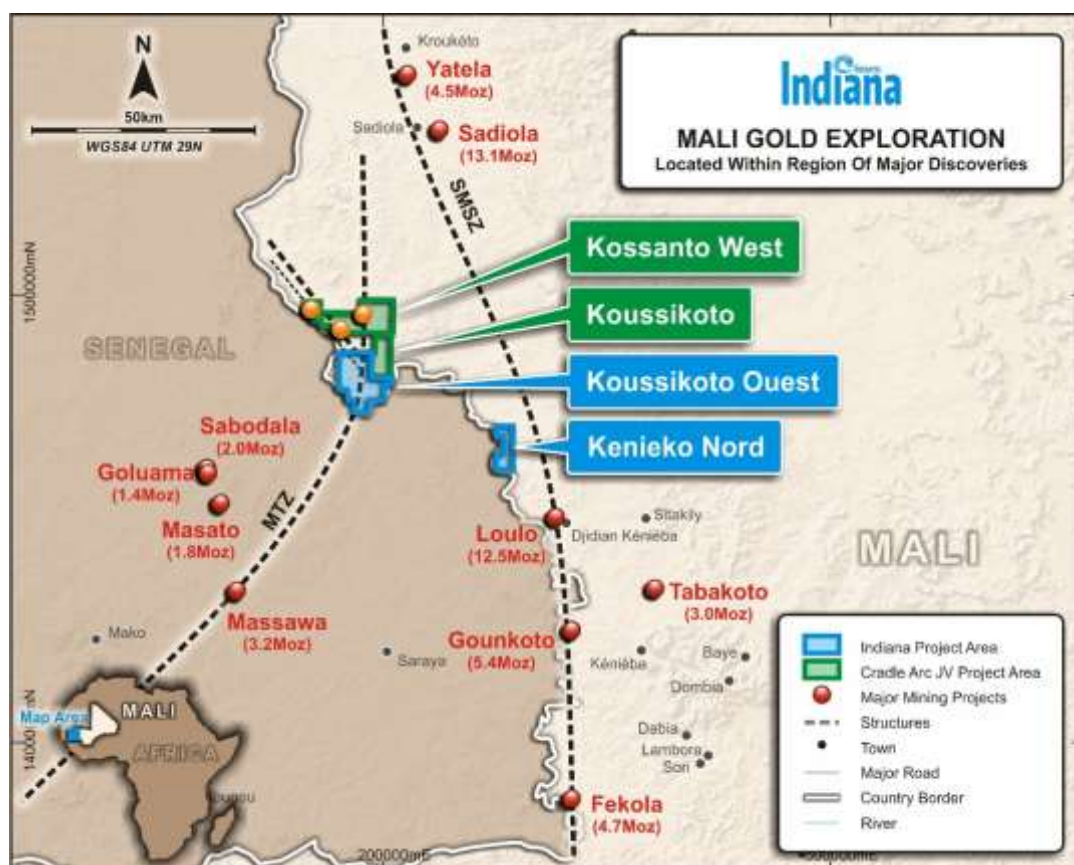 N
50km
WGS84 UTM 29N
Indiana
MALI GOLD EXPLORATION
Located Within Region Of Major Discoveries
Kroukéto
Yatela
(4.5Moz)
Sadiola
Sadiola
(13.1Moz)
SMSZ
Kossanto West
Koussikoto
Koussikoto Ouest
Kenieko Nord
1500000mN
SENEGAL
Sabodala
(2.0Moz)
Goluama
(1.4Moz)
Masato
(1.8Moz)
MTZ
Massawa
(3.2Moz)
Mako
Saraya
Loulo
(12.5Moz)
Djidian Kéniéba
Sitakily
MALI
Tabakoto
(3.0Moz)
Gounkoto
(5.4Moz)
Kéniéba
Baye
Dombia
Dabia
Lambora
Son
Fekola
(4.7Moz)
Indiana Project Area
Cradle Arc JV Project Area
Major Mining Projects
Structures
Town
Major Road
Country Border
River
Map Area
MALI
AFRICA
200000mE